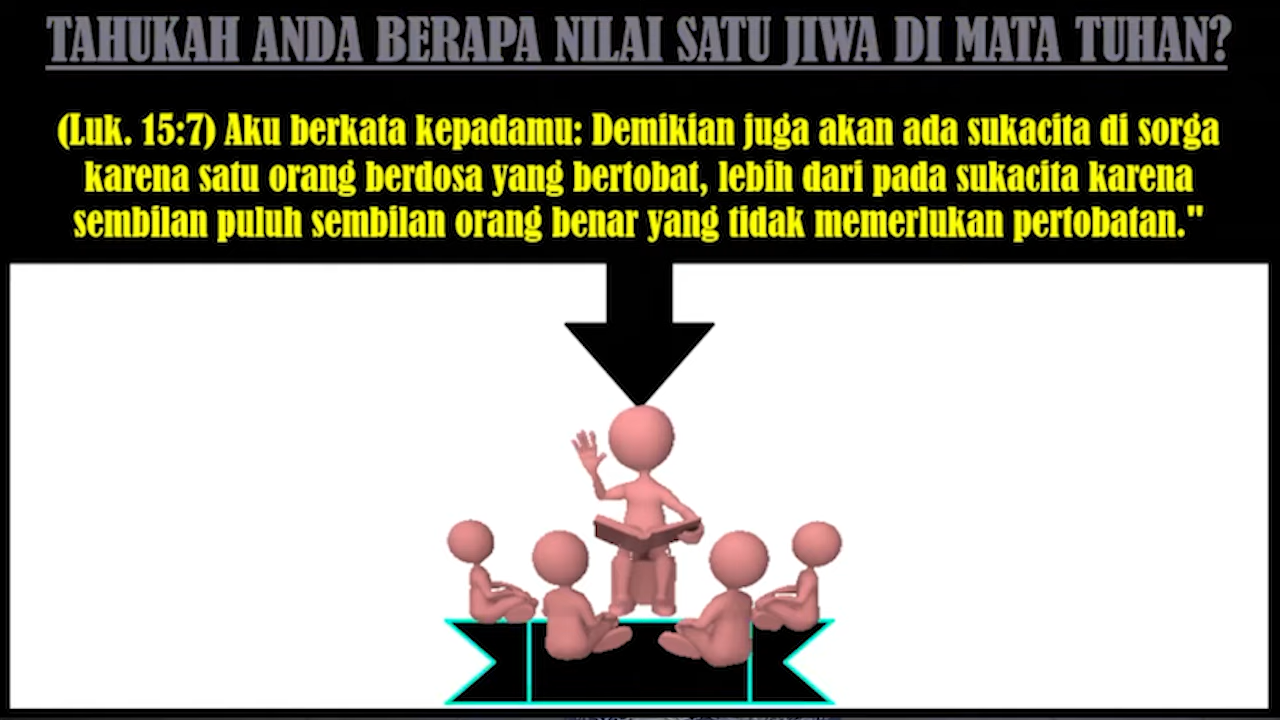 TAHUKAH ANDA BERAPA NILAI SATU JIWA DI MATA TUHAN?
(Luk. 15:7) Aku berkata kepadamu: Demikian juga akan ada sukacita di sorga
karena satu orang berdosa yang bertobat, lebih dari pada sukacita karena
sembilan puluh sembilan orang benar yang tidak memerlukan pertobatan."